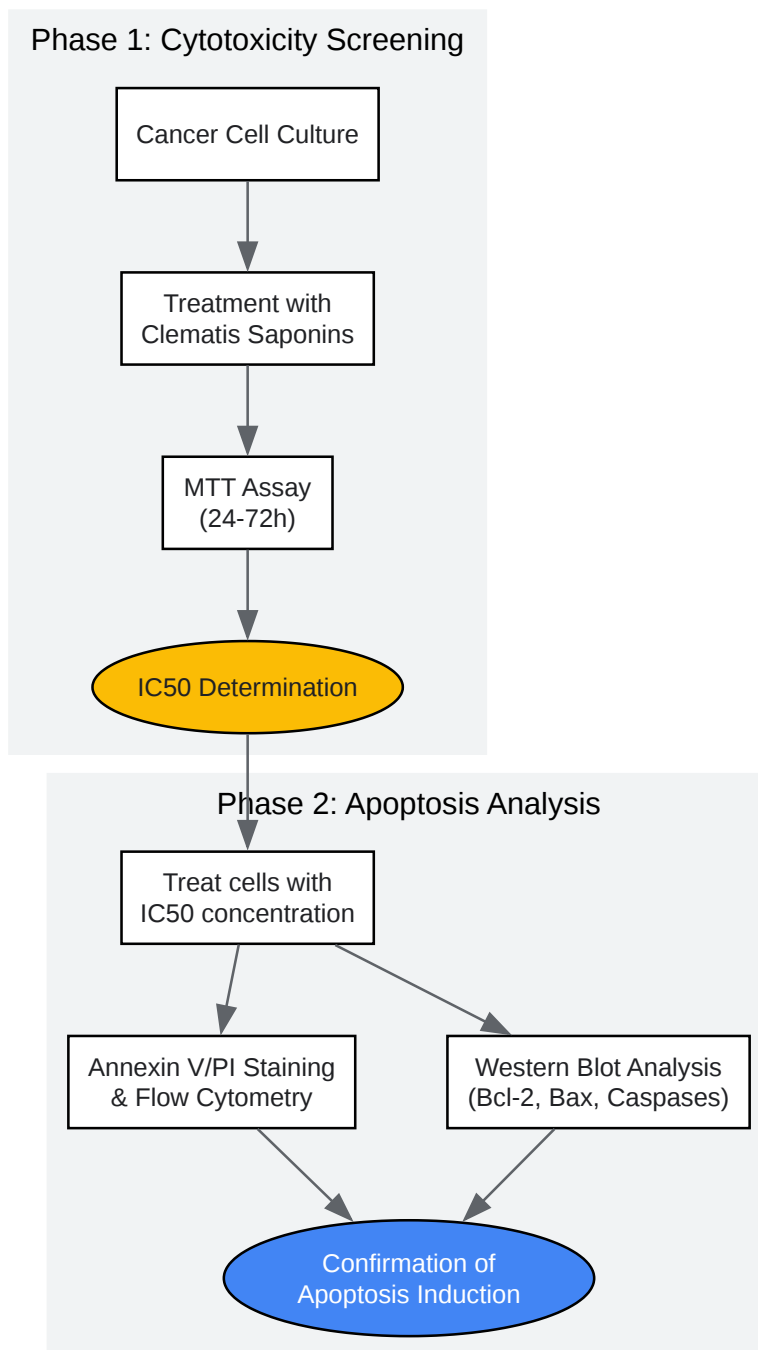 Phase 1: Cytotoxicity Screening
Cancer Cell Culture
Treatment with
Clematis Saponins
MTT Assay
(24-72h)
IC50 Determination
Phase 2: Apoptosis Analysis
Treat cells with
IC50 concentration
Annexin V/PI Staining
& Flow Cytometry
Western Blot Analysis
(Bcl-2, Bax, Caspases)
Confirmation of
Apoptosis Induction